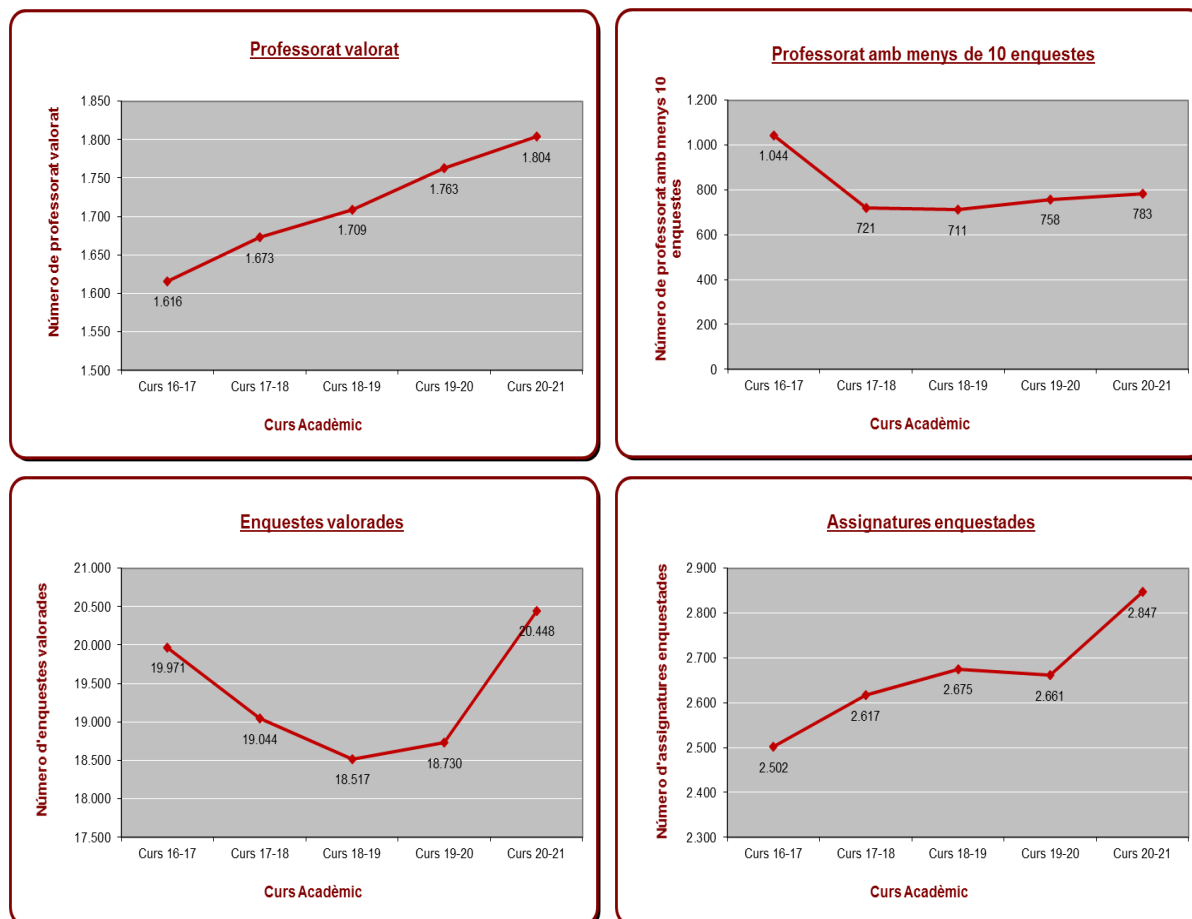 Professorat valorat
Número de professorat valorat
1.850
1.800
1.750
1.700
1.650
1.600
1.550
1.500
1.616
1.673
1.709
1.763
1.804
Curs 16-17
Curs 17-18
Curs 18-19
Curs 19-20
Curs 20-21
Curs Acadèmic
Professorat amb menys de 10 enquestes
Número de professorat amb menys 10
enquestes
1.200
1.000
800
600
400
200
0
1.044
721
711
758
783
Curs 16-17
Curs 17-18
Curs 18-19
Curs 19-20
Curs 20-21
Curs Acadèmic
Enquestes valorades
Número d'enquestes valorades
21.000
20.500
20.000
19.500
19.000
18.500
18.000
17.500
19.971
19.044
18.517
18.730
20.448
Curs 16-17
Curs 17-18
Curs 18-19
Curs 19-20
Curs 20-21
Curs Acadèmic
Assignatures enquestades
Número d'assignatures enquestades
2.900
2.800
2.700
2.600
2.500
2.400
2.300
2.502
2.617
2.675
2.661
2.847
Curs 16-17
Curs 17-18
Curs 18-19
Curs 19-20
Curs 20-21
Curs Acadèmic